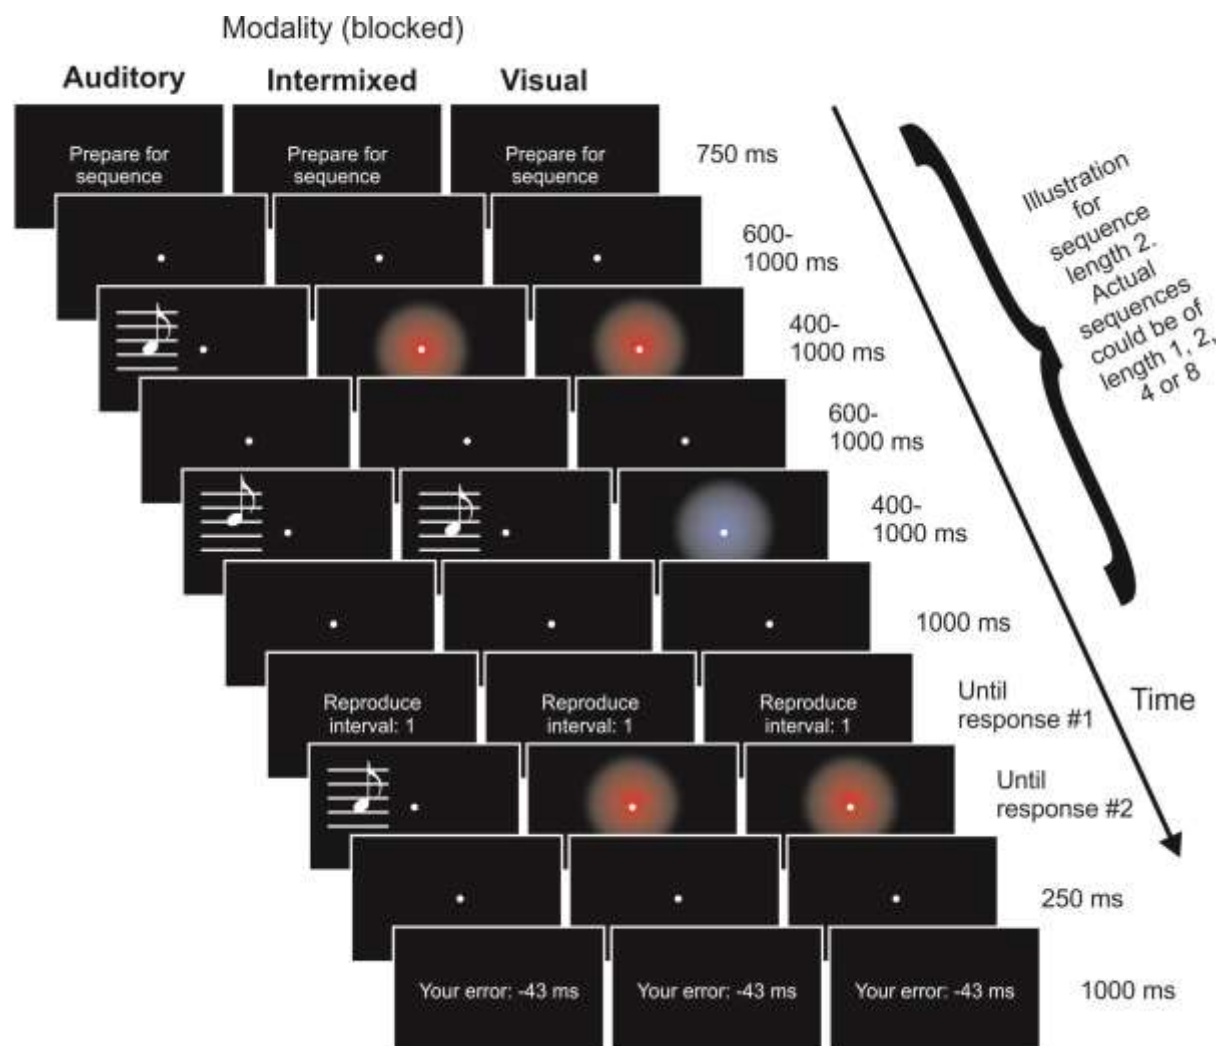 Modality (blocked)
Auditory Intermixed Visual
Prepare for
sequence
Prepare for
sequence
Prepare for
sequence
750 ms
600-
1000 ms
400-
1000 ms
600-
1000 ms
400-
1000 ms
1000 ms
Reproduce
interval: 1
Reproduce
interval: 1
Reproduce
interval: 1
Until
response #1
Until
response #2
250 ms
Your error: -43 ms
Your error: -43 ms
Your error: -43 ms
1000 ms
Time
Illustration
for
sequence
length 2.
Actual
sequences
could be of
length 1, 2,
4 or 8